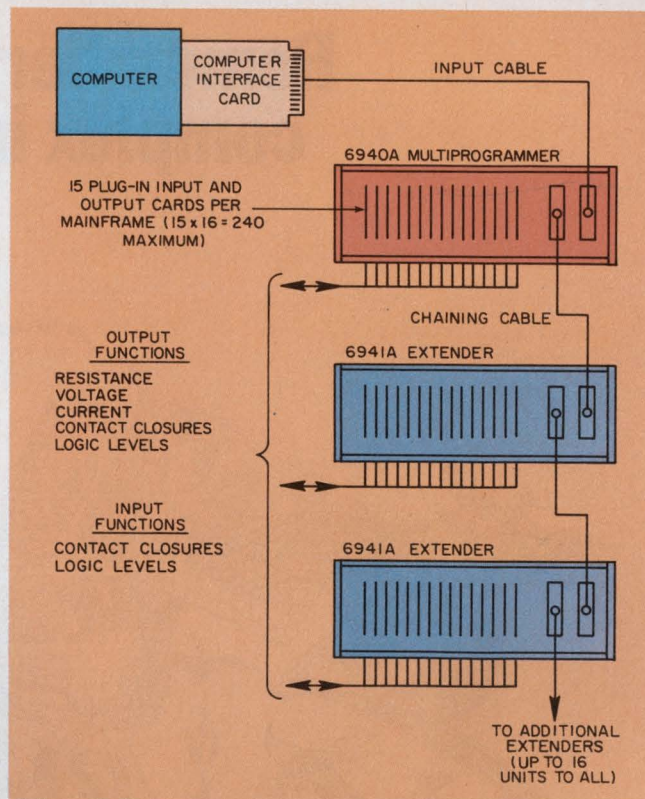 COMPUTER
COMPUTER
INTERFACE
CARD
INPUT CABLE
6940A MULTIPROGRAMMER
15 PLUG-IN INPUT AND
OUTPUT CARDS PER
MAINFRAME (15 x 16 = 240
MAXIMUM)
CHAINING CABLE
6941A EXTENDER
OUTPUT
FUNCTIONS
RESISTANCE
VOLTAGE
CURRENT
CONTACT CLOSURES
LOGIC LEVELS
INPUT
FUNCTIONS
CONTACT CLOSURES
LOGIC LEVELS
6941A EXTENDER
TO ADDITIONAL
EXTENDERS
(UP TO 16
UNITS TO ALL)